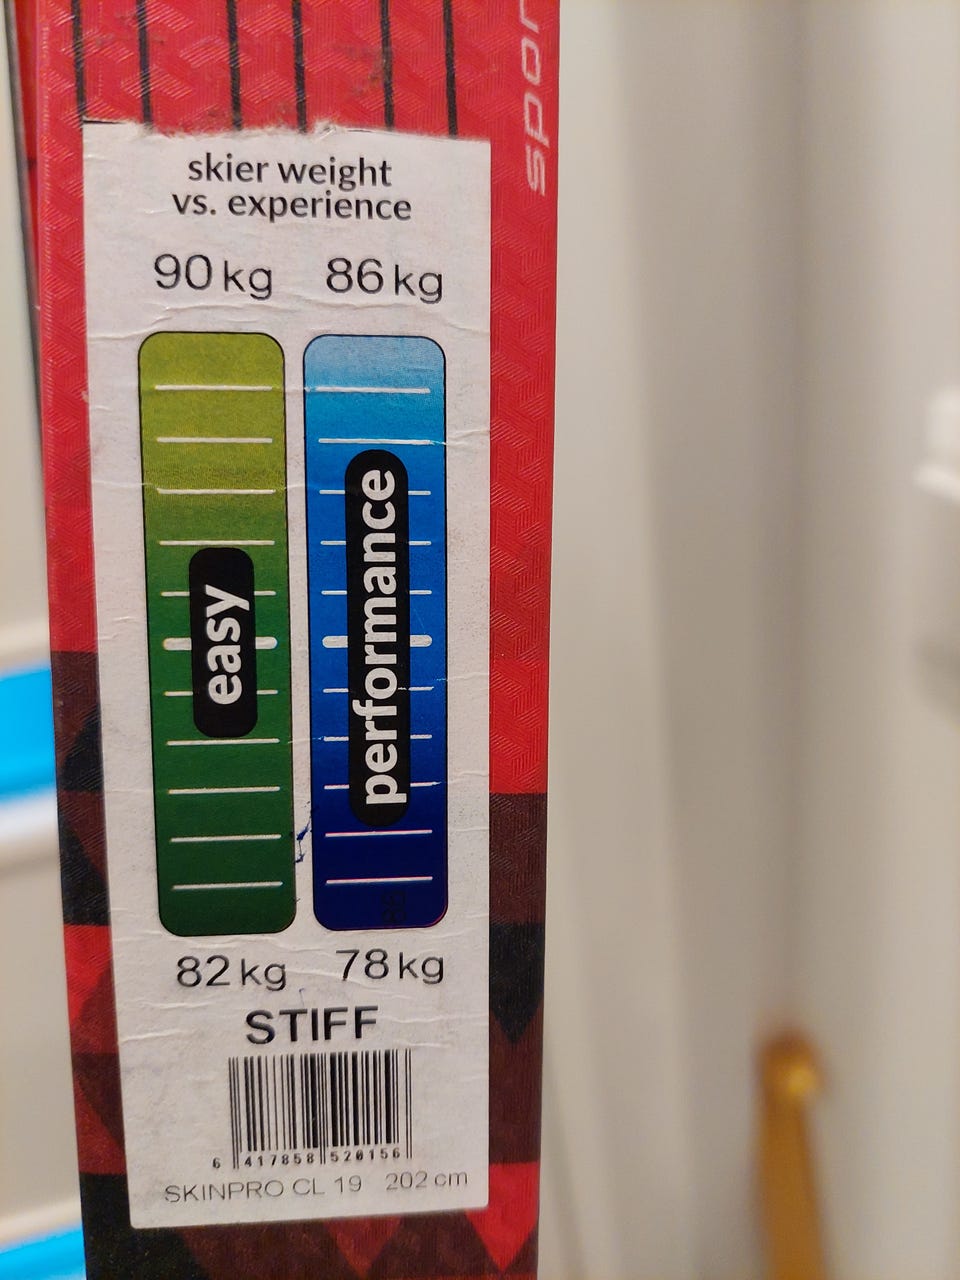 spor
skier weight
vs. experience
90 kg 86 kg
easy
performance
82 kg 78 kg
STIFF
6 417858 520156
SKINPRO CL 19 202 cm